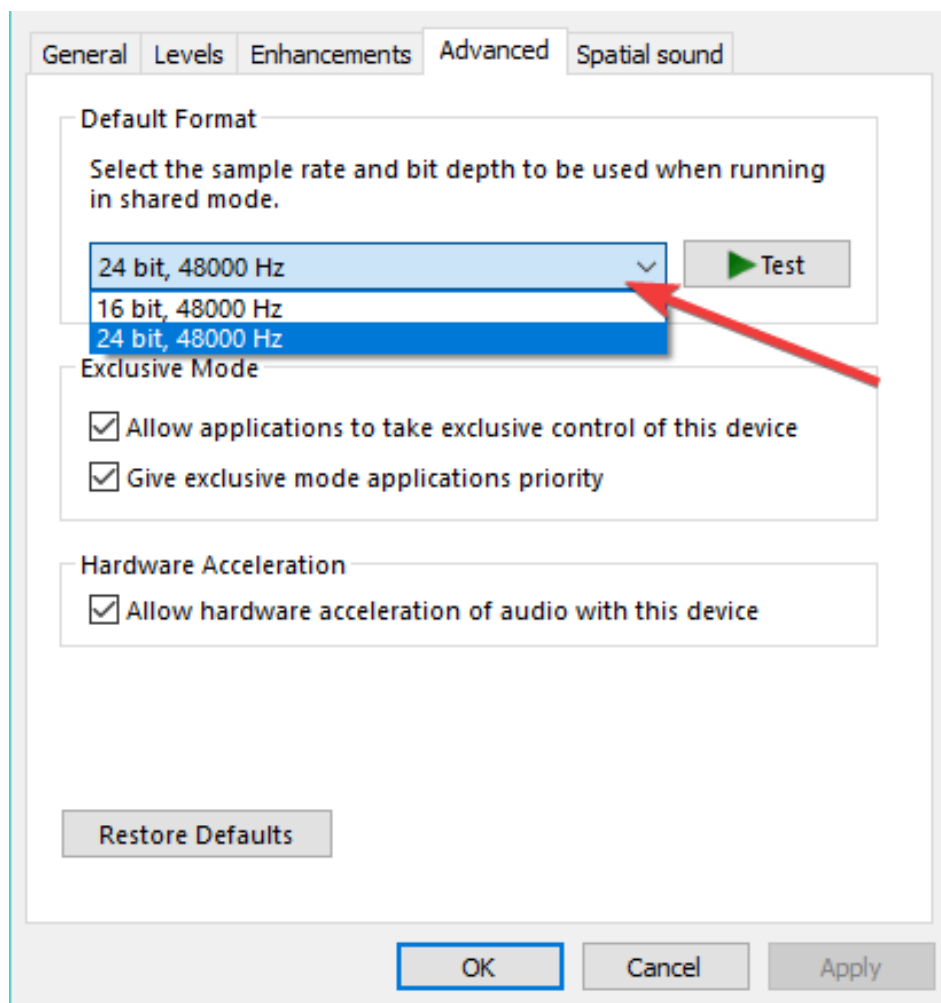 General Levels Enhancements Advanced Spatial sound
Default Format
Select the sample rate and bit depth to be used when running
in shared mode.
24 bit, 48000 Hz
Test
16 bit, 48000 Hz
24 bit, 48000 Hz
Exclusive Mode
Allow applications to take exclusive control of this device
Give exclusive mode applications priority
Hardware Acceleration
Allow hardware acceleration of audio with this device
Restore Defaults
OK Cancel Apply